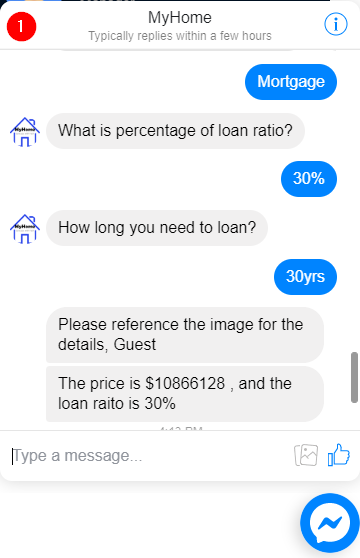 1
MyHome
Typically replies within a few hours
Mortgage
MyHome
What is percentage of loan ratio?
30%
MyHome
How long you need to loan?
30yrs
Please reference the image for the
details, Guest
The price is $10866128 , and the
loan raito is 30%
Type a message...